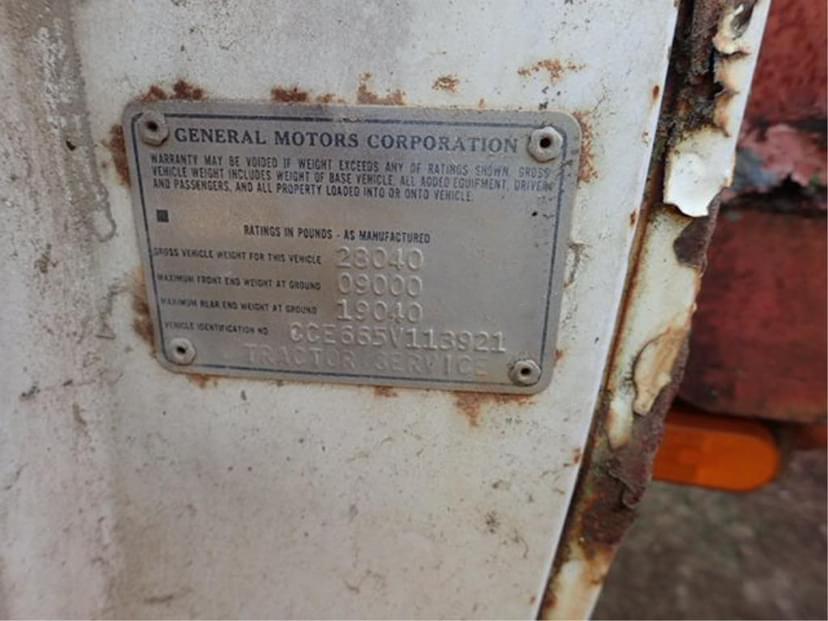 GENERAL MOTORS CORPORATION
WARRANTY MAY BE VOIDED IF WEIGHT EXCEEDS ANY OF RATINGS SHOWN. GROSS
VEHICLE WEIGHT INCLUDES WEIGHT OF BASE VEHICLE, ALL ADDED EQUIPMENT, DRIVER
AND PASSENGERS, AND ALL PROPERTY LOADED INTO OR ONTO VEHICLE.
RATINGS IN POUNDS - AS MANUFACTURED
GROSS VEHICLE WEIGHT FOR THIS VEHICLE 28040
MAXIMUM FRONT END WEIGHT AT GROUND 09000
MAXIMUM REAR END WEIGHT AT GROUND 19040
VEHICLE IDENTIFICATION NO CCE665V113921
TRACTOR SERVICE